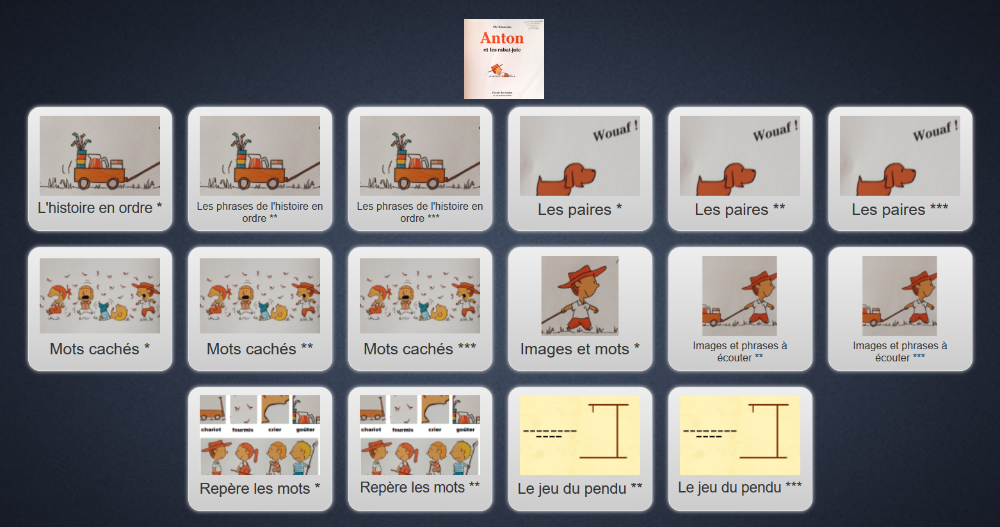 Ole Könnecke
Anton
et les rabat-joie
l'école des loisirs
L'histoire en ordre *
Les phrases de l'histoire en
ordre **
Les phrases de l'histoire en
ordre ***
Wouaf !
Les paires *
Wouaf !
Les paires **
Wouaf !
Les paires ***
Mots cachés *
Mots cachés **
Mots cachés ***
Images et mots *
Images et phrases à
écouter **
Images et phrases à
écouter ***
chariot fourmis crier goûter
Repère les mots *
chariot fourmis crier goûter
Repère les mots **
Le jeu du pendu **
Le jeu du pendu ***